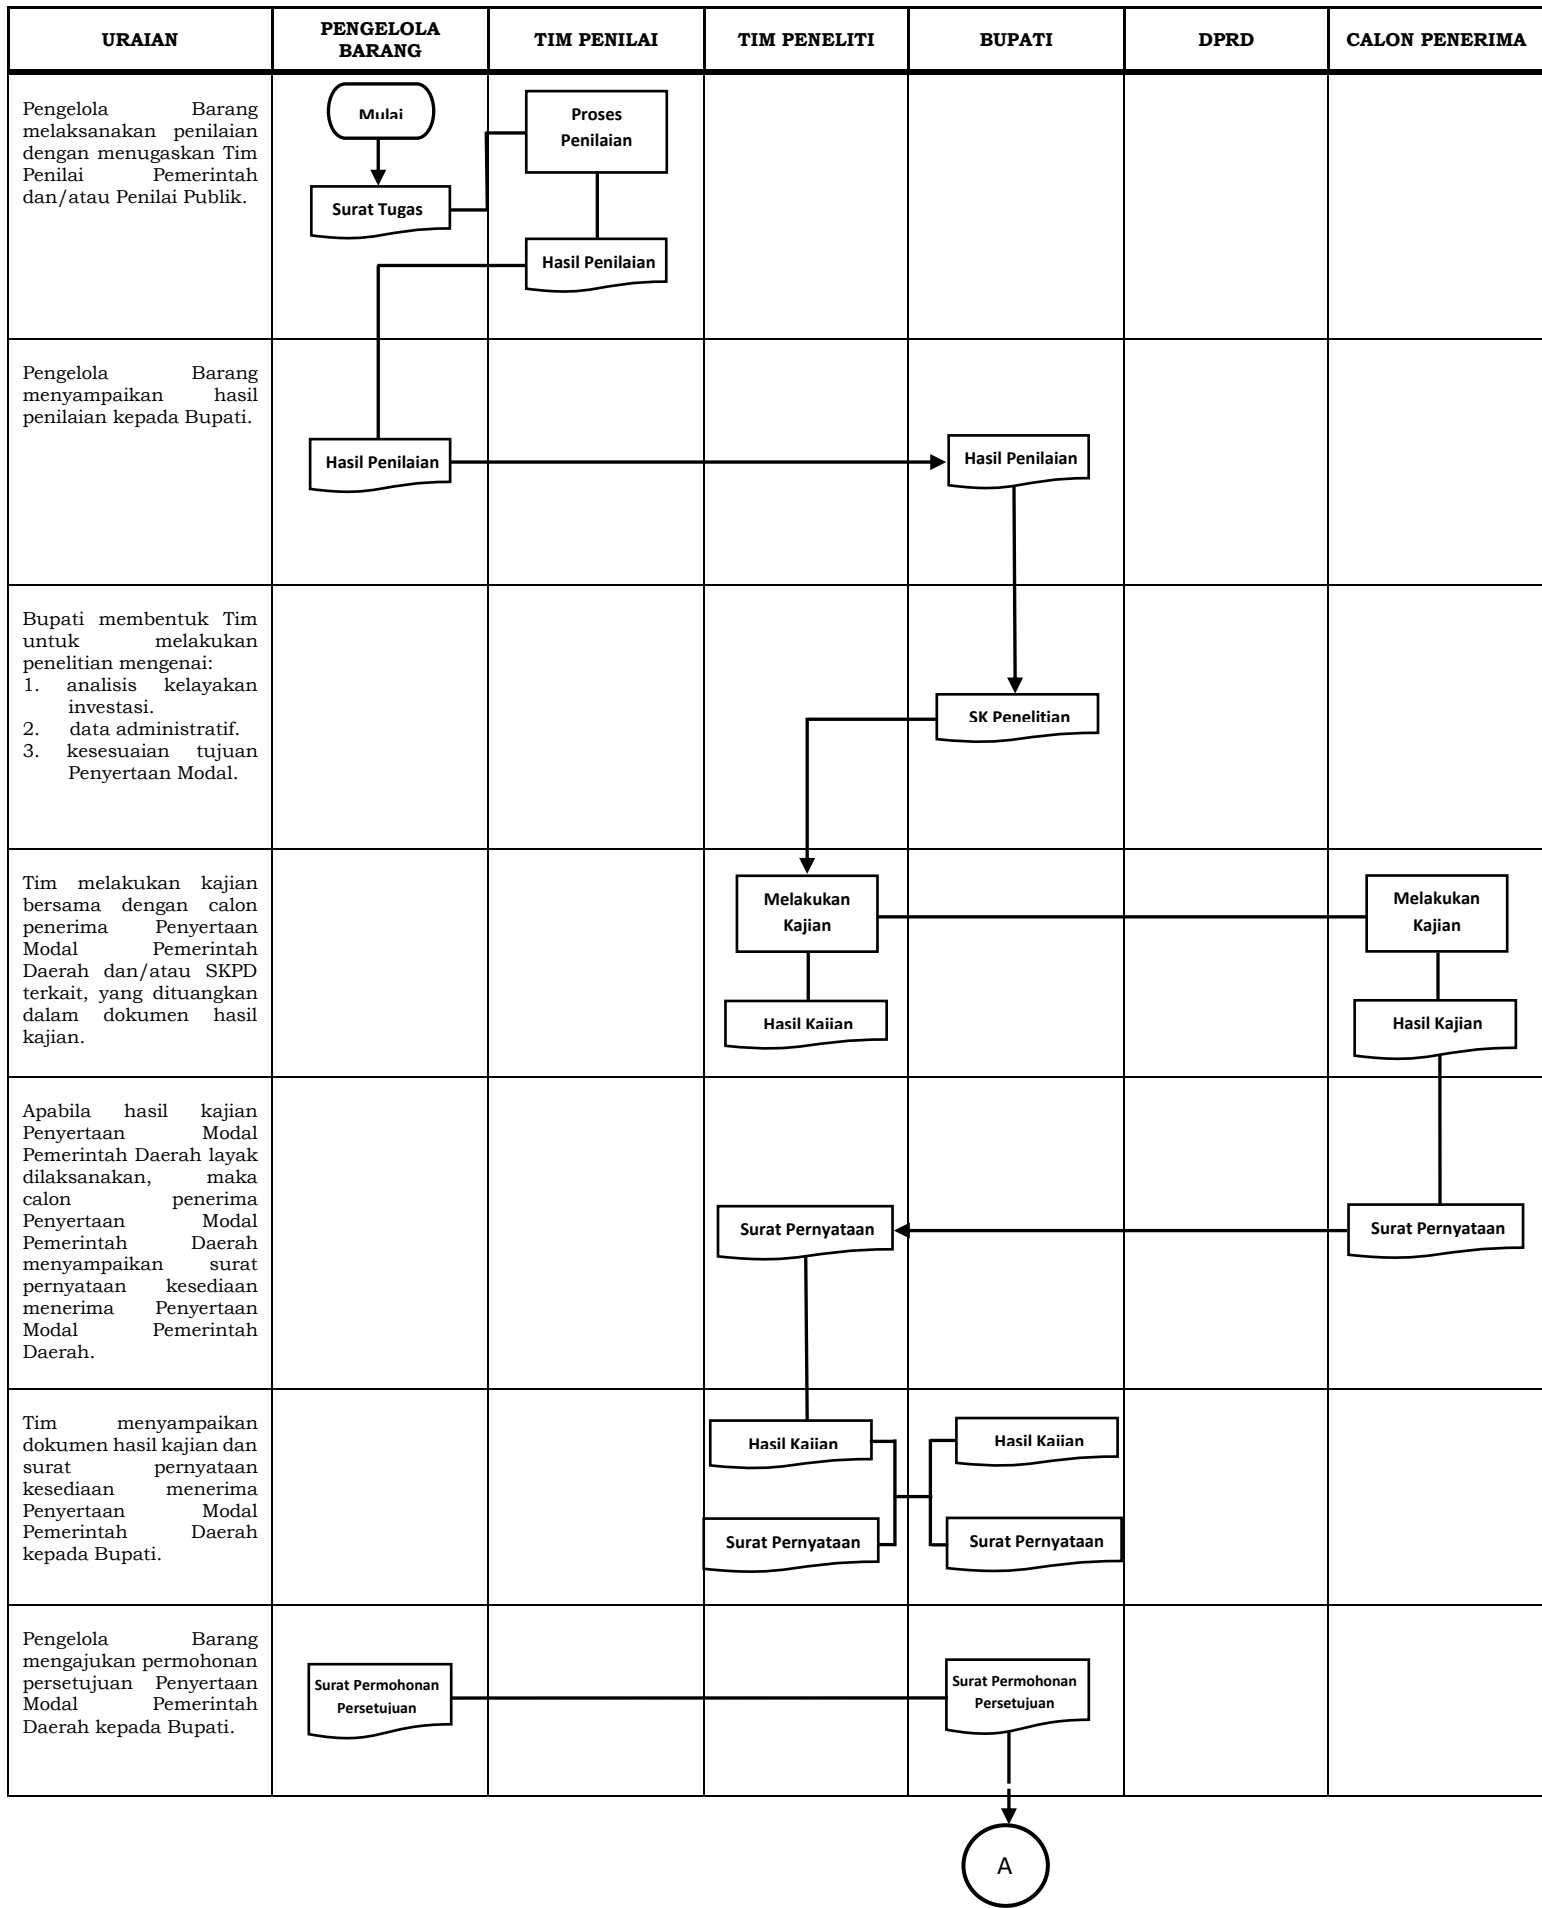 URAIAN
PENGELOLA
BARANG
TIM PENILAI
TIM PENELITI
BUPATI
DPRD
CALON PENERIMA
Pengelola Barang
melaksanakan penilaian
dengan menugaskan Tim
Penilai Pemerintah
dan/atau Penilai Publik.
Mulai
Surat Tugas
Proses
Penilaian
Hasil Penilaian
Pengelola Barang
menyampaikan hasil
penilaian kepada Bupati.
Hasil Penilaian
Hasil Penilaian
Bupati membentuk Tim
untuk melakukan
penelitian mengenai:
1. analisis kelayakan
investasi.
2. data administratif.
3. kesesuaian tujuan
Penyertaan Modal.
SK Penelitian
Tim melakukan kajian
bersama dengan calon
penerima Penyertaan
Modal Pemerintah
Daerah dan/atau SKPD
terkait, yang dituangkan
dalam dokumen hasil
kajian.
Melakukan
Kajian
Hasil Kajian
Melakukan
Kajian
Hasil Kajian
Apabila hasil kajian
Penyertaan Modal
Pemerintah Daerah layak
dilaksanakan, maka
calon penerima
Penyertaan Modal
Pemerintah Daerah
menyampaikan surat
pernyataan kesediaan
menerima Penyertaan
Modal Pemerintah
Daerah.
Surat Pernyataan
Surat Pernyataan
Tim menyampaikan
dokumen hasil kajian dan
surat pernyataan
kesediaan menerima
Penyertaan Modal
Pemerintah Daerah
kepada Bupati.
Hasil Kajian
Surat Pernyataan
Hasil Kajian
Surat Pernyataan
Pengelola Barang
mengajukan permohonan
persetujuan Penyertaan
Modal Pemerintah
Daerah kepada Bupati.
Surat Permohonan
Persetujuan
Surat Permohonan
Persetujuan
A